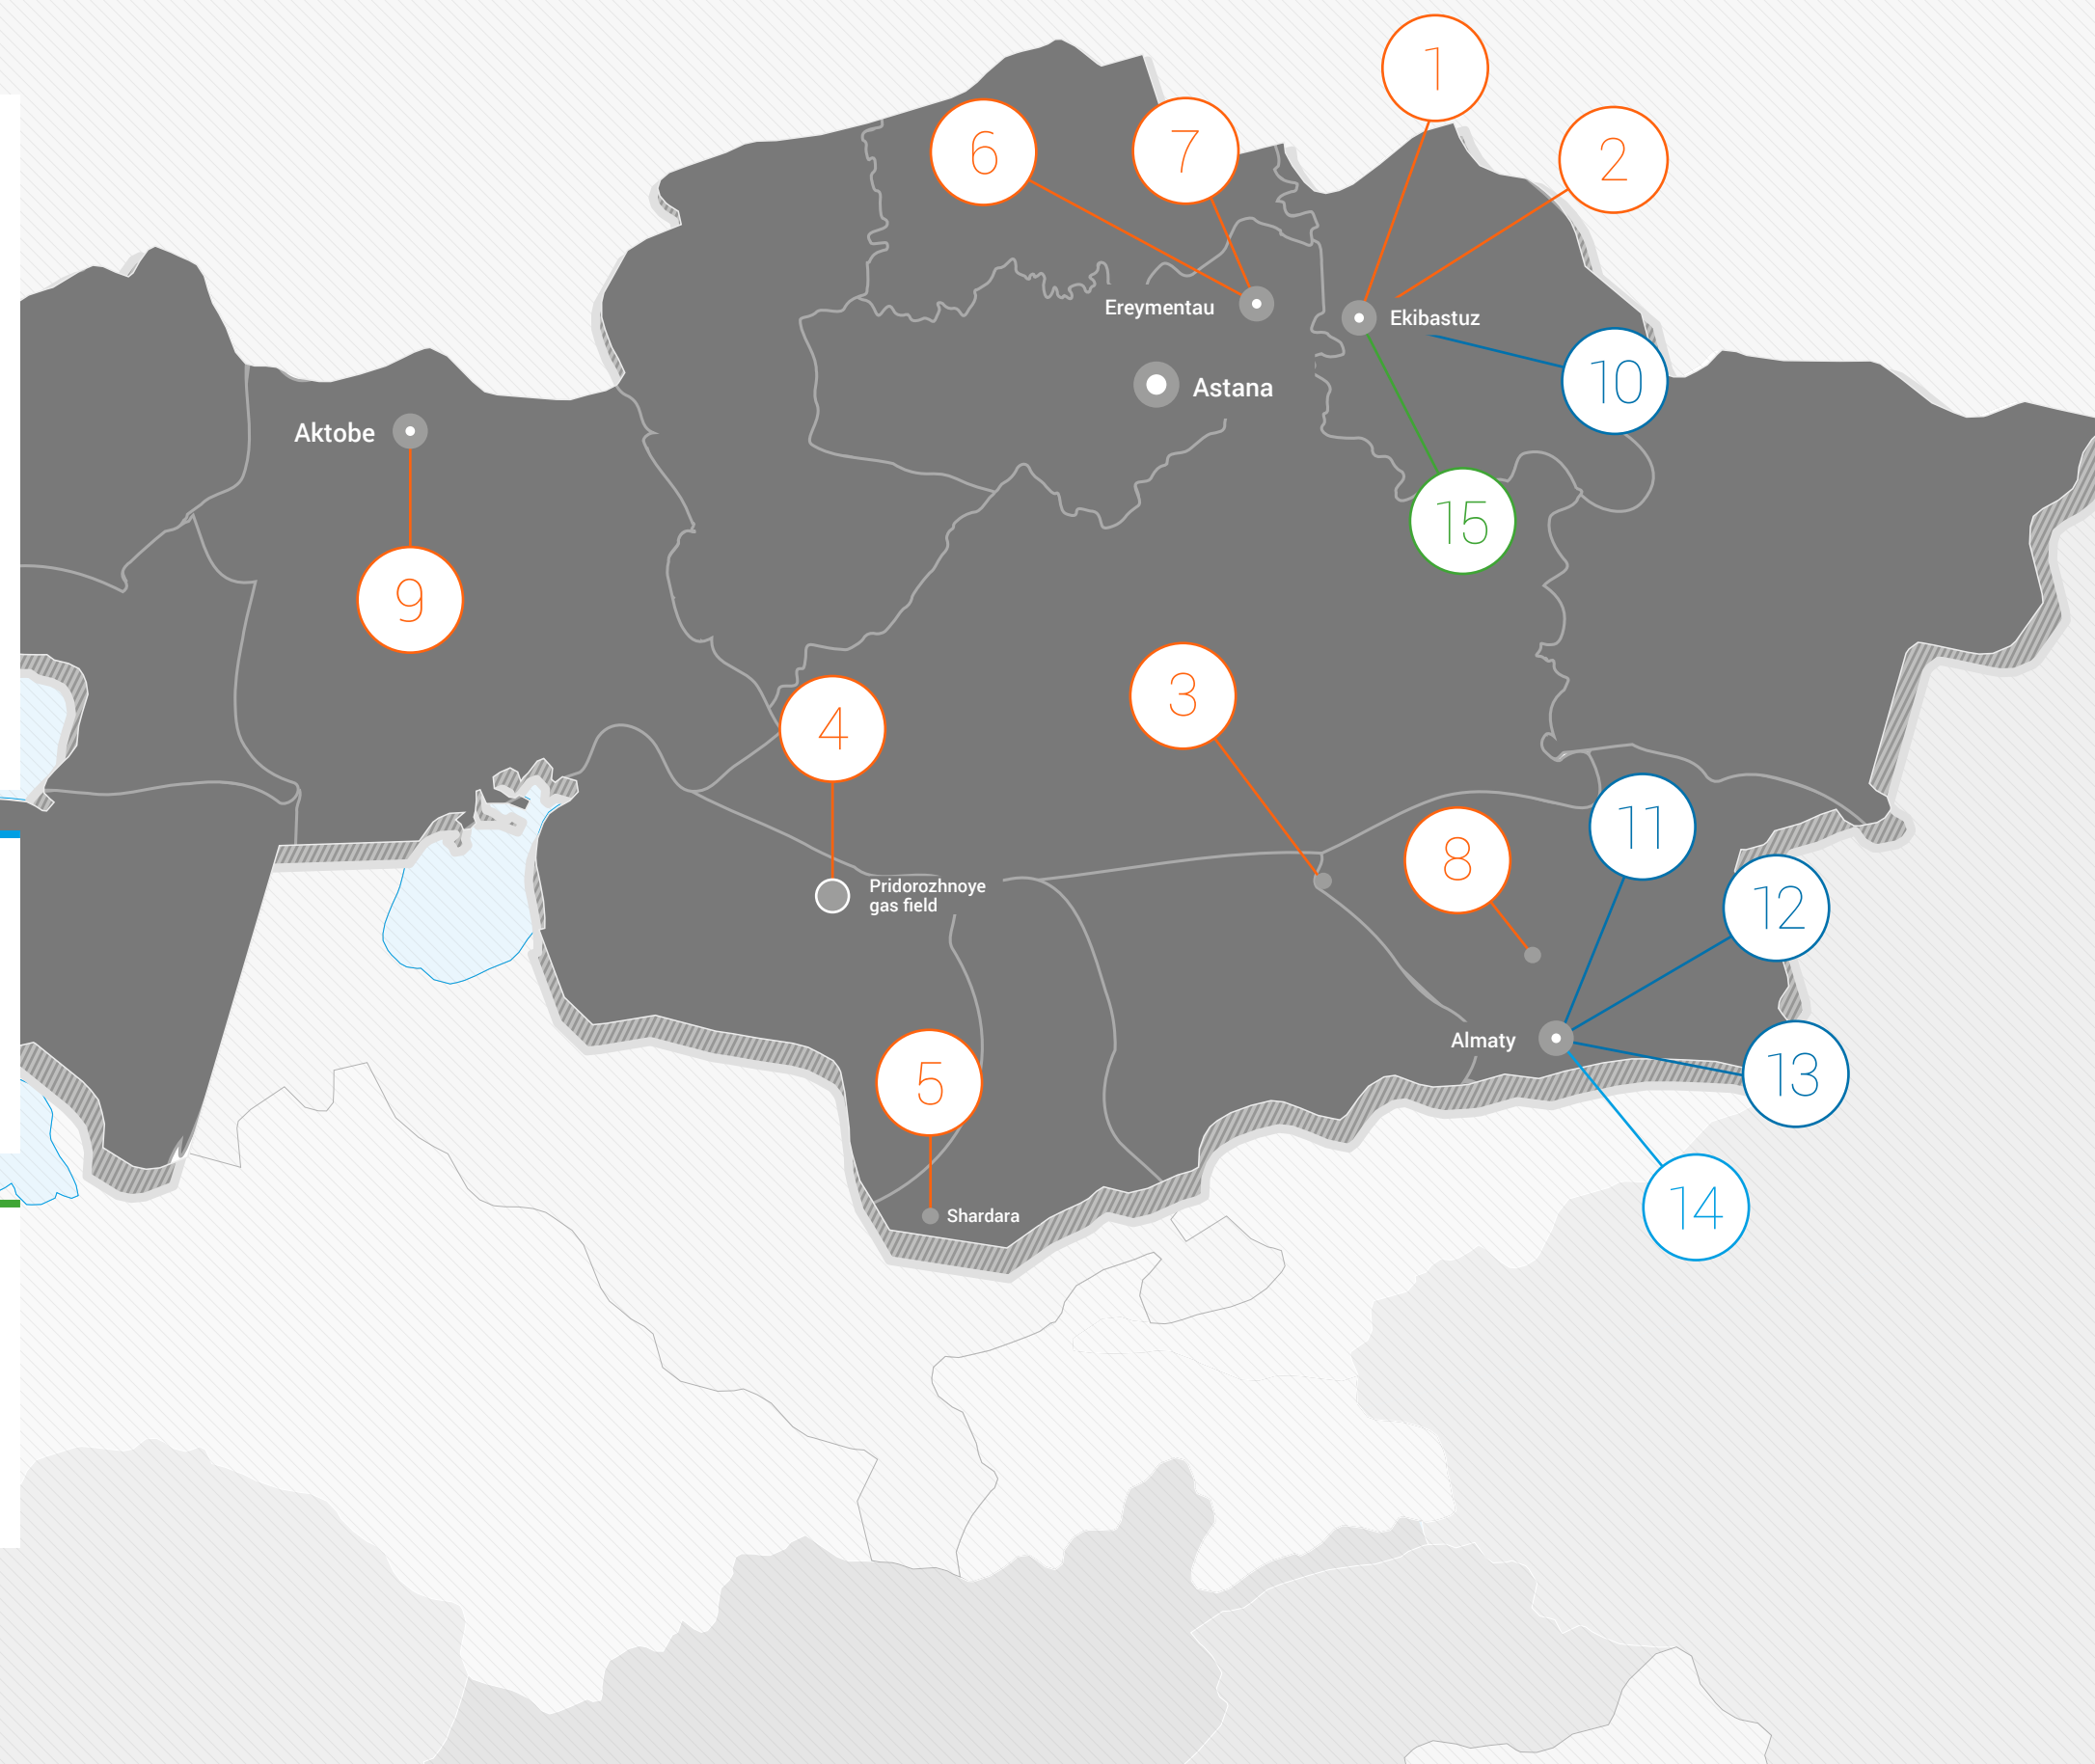 1
2
6
7
Ereymentau
Ekibastuz
10
Astana
Aktobe
15
9
3
4
11
8
12
Pridorozhnoye
gas field
Almaty
13
5
14
Shardara